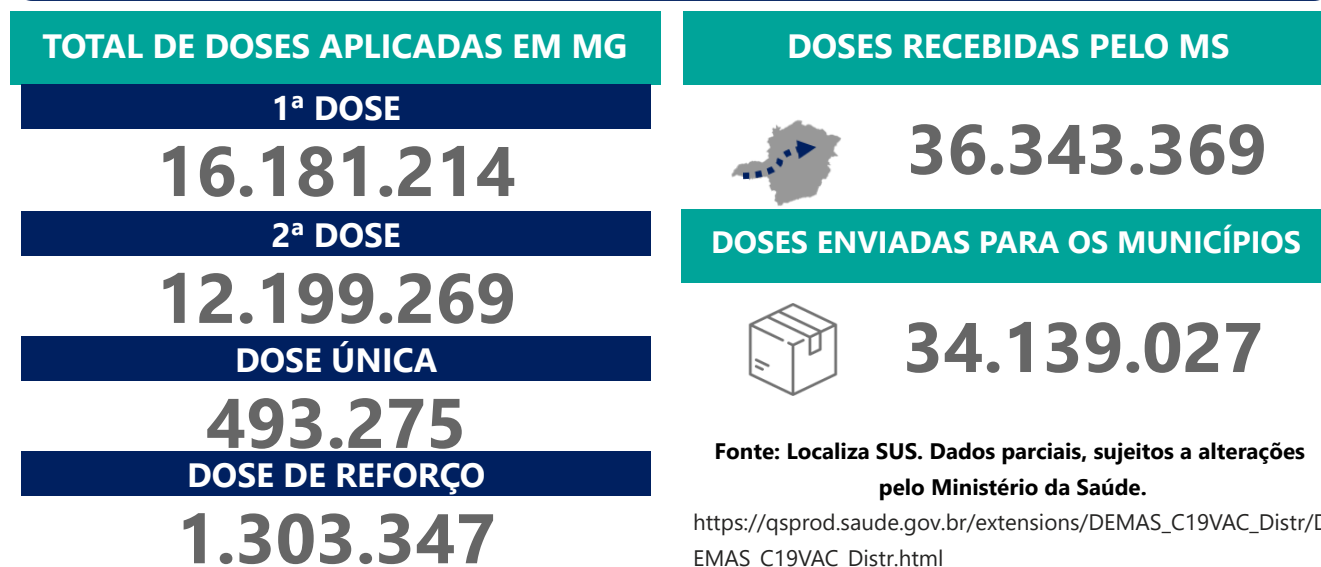 TOTAL DE DOSES APLICADAS EM MG
1ª DOSE
16.181.214
2ª DOSE
12.199.269
DOSE ÚNICA
493.275
DOSE DE REFORÇO
1.303.347
DOSES RECEBIDAS PELO MS
36.343.369
DOSES ENVIADAS PARA OS MUNICÍPIOS
34.139.027
Fonte: Localiza SUS. Dados parciais, sujeitos a alterações
pelo Ministério da Saúde.
https://qsprod.saude.gov.br/extensions/DEMAS_C19VAC_Distr/D
EMAS_C19VAC_Distr.html